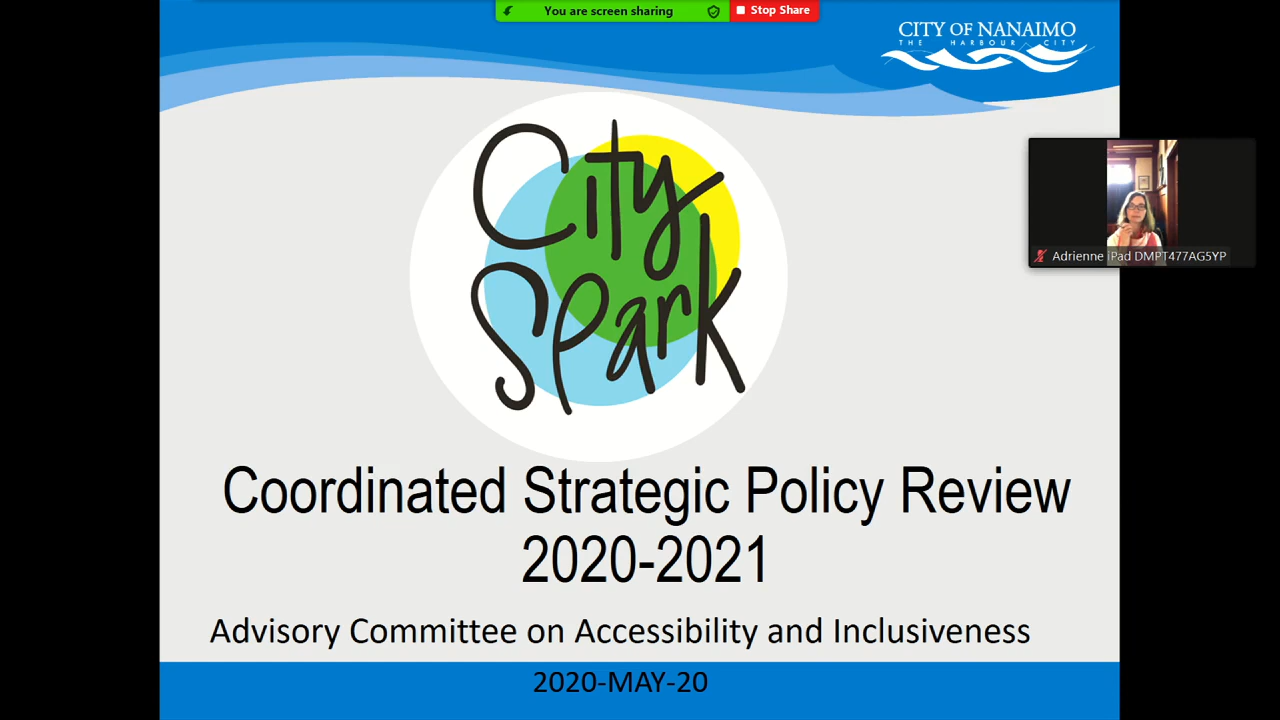 You are screen sharing
Stop Share
CITY OF NANAIMO
THE HARBOUR CITY
City
Spark
Adrienne iPad DMPT477AG5YP
Coordinated Strategic Policy Review
2020-2021
Advisory Committee on Accessibility and Inclusiveness
2020-MAY-20